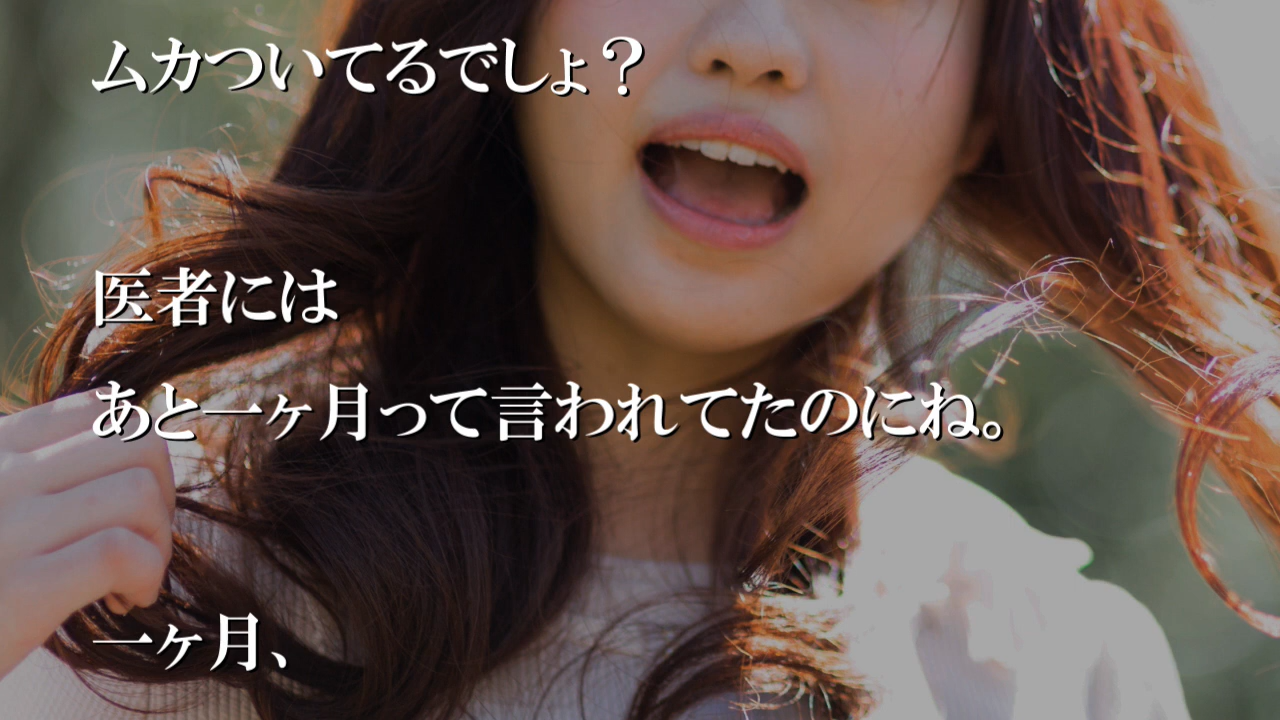 ムカついてるでしょ？
医者には
あと一ヶ月って言われてたのにね。
一ヶ月、